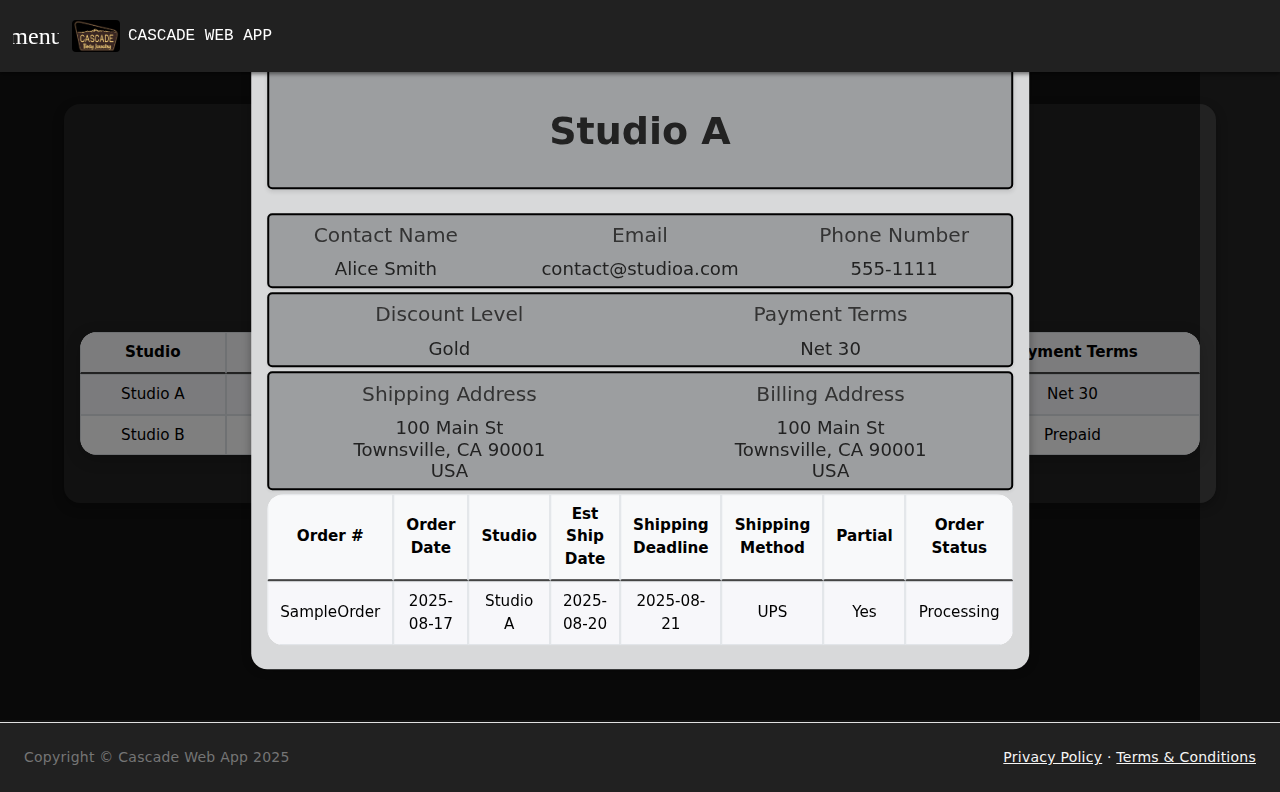 menu
CASCADE
Body Jewelry
CASCADE WEB APP
Studio A
Contact Name Email Phone Number
Alice Smith contact@studioa.com 555-1111
Discount Level Payment Terms
Gold Net 30
Shipping Address Billing Address
100 Main St 100 Main St
Townsville, CA 90001 Townsville, CA 90001
USA USA
Studio yment Terms
Studio A Net 30
Studio B Prepaid
Order # Order Date Studio Est Ship Date Shipping Deadline Shipping Method Partial Order Status
SampleOrder 2025-08-17 Studio A 2025-08-20 2025-08-21 UPS Yes Processing
Copyright © Cascade Web App 2025
Privacy Policy · Terms & Conditions